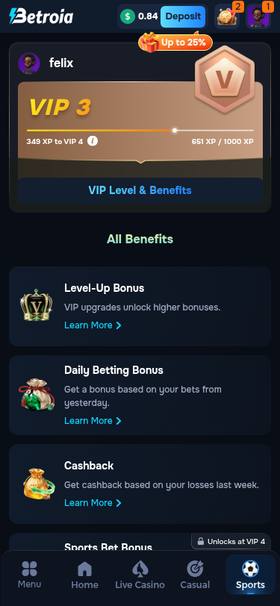 Betroia
$ 0.84 Deposit
2
1
Up to 25%
felix
V
VIP 3
349 XP to VIP 4 i
651 XP / 1000 XP
VIP Level & Benefits
All Benefits
Level-Up Bonus
VIP upgrades unlock higher bonuses.
Learn More
Daily Betting Bonus
Get a bonus based on your bets from
yesterday.
Learn More
Cashback
Get cashback based on your losses last week.
Learn More
Unlocks at VIP 4
Sports Bet Bonus
Menu
Home
Live Casino
Casual
Sports